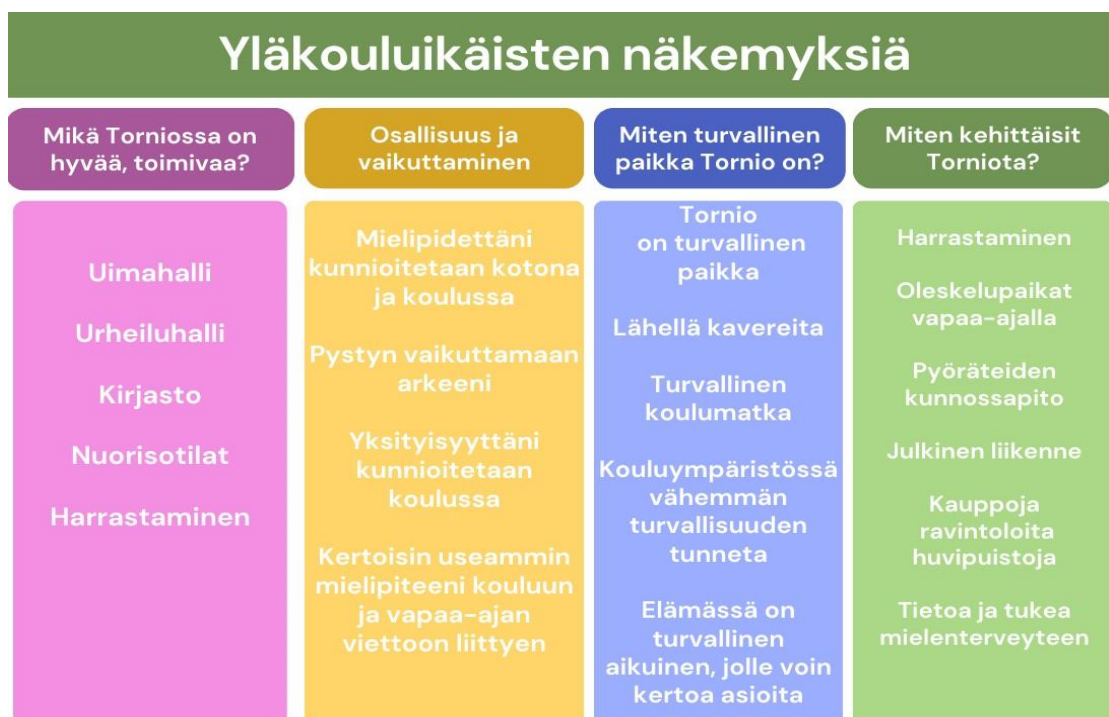 Yläkouluikäisten näkemyksiä
Mikä Torniossa on
hyvää, toimivaa?
Uimahalli
Urheiluhalli
Kirjasto
Nuorisotilat
Harrastaminen
Osallisuus ja
vaikuttaminen
Mielipidettäni
kunnioitetaan kotona
ja koulussa
Pystyn vaikuttamaan
arkeeni
Yksityisyyttäni
kunnioitetaan
koulussa
Kertoisin useammin
mielipiteeni kouluun
ja vapaa-ajan
viettoon liittyen
Miten turvallinen
paikka Tornio on?
Tornio
on turvallinen
paikka
Lähellä kavereita
Turvallinen
koulumatka
Kouluympäristössä
vähemmän
turvallisuuden
tunnetta
Elämässä on
turvallinen
aikuinen, jolle voin
kertoa asioita
Miten kehittäisit
Torniota?
Harrastaminen
Oleskelupaikat
vapaa-ajalla
Pyöräteiden
kunnossapito
Julkinen liikenne
Kauppoja
ravintoloita
huvipuistoja
Tietoa ja tukea
mielenterveyteen